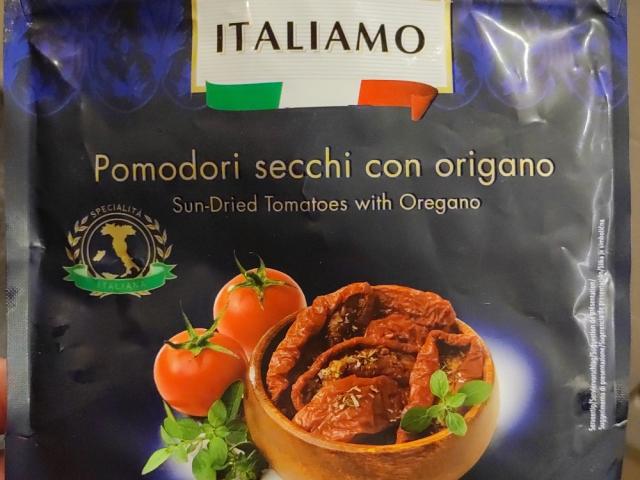 ITALIAMO
Pomodori secchi con origano
Sun-Dried Tomatoes with Oregano
SPECIALITÀ
ITALIANA